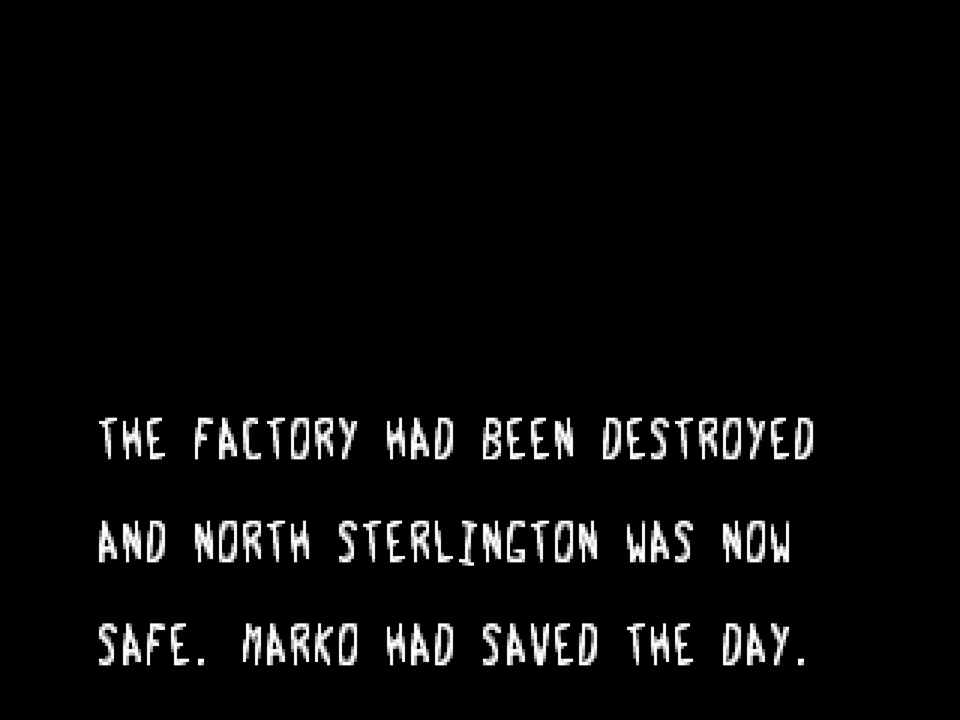 THE FACTORY HAD BEEN DESTROYED
AND NORTH STERLINGTON WAS NOW
SAFE. MARKO HAD SAVED THE DAY.